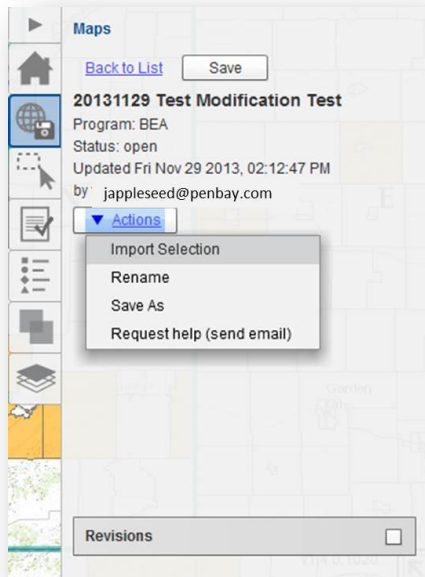 Maps
Back to List Save
20131129 Test Modification Test
Program: BEA
Status: open
Updated Fri Nov 29 2013, 02:12:47 PM
by jappleseed@penbay.com
▼ Actions
Import Selection
Rename
Save As
Request help (send email)
Garden
Revisions